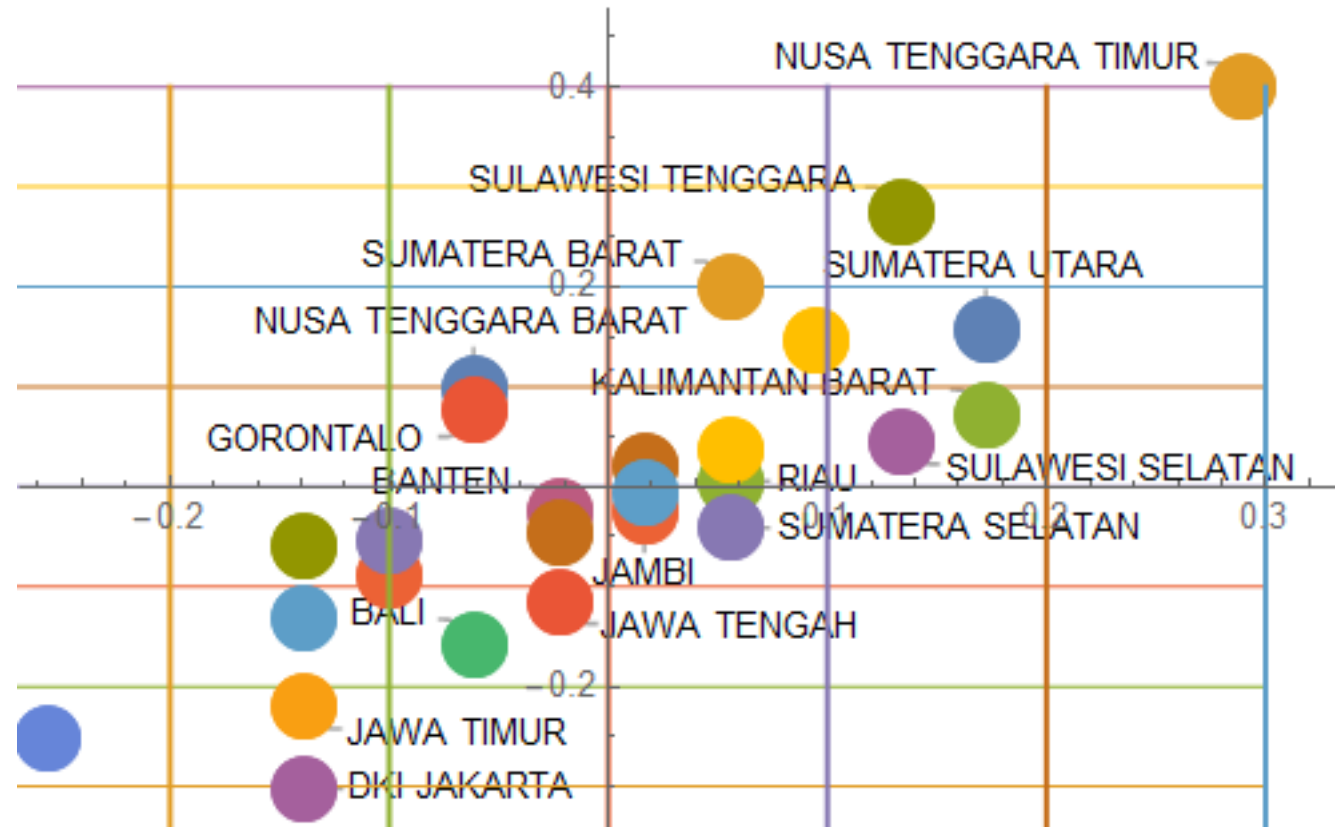 NUSA TENGGARA TIMUR
0.4
SULAWESI TENGGARA
SUMATERA BARAT
SUMATERA UTARA
0.2
NUSA TENGGARA BARAT
KALIMANTAN BARAT
GORONTALO
SULAWESI SELATAN
BANTEN
RIAU
−0.2 −0.1 0.1 0.2 0.3
SUMATERA SELATAN
JAMBI
BALI
JAWA TENGAH
−0.2
JAWA TIMUR
DKI JAKARTA